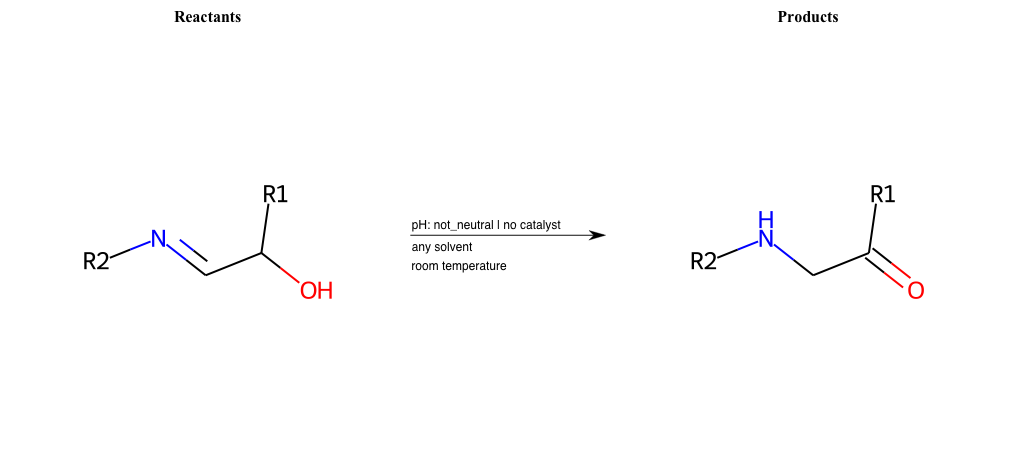 Reactants
Products
R1
N
R2
OH
pH: not_neutral | no catalyst
any solvent
room temperature
R1
H
N
R2
O